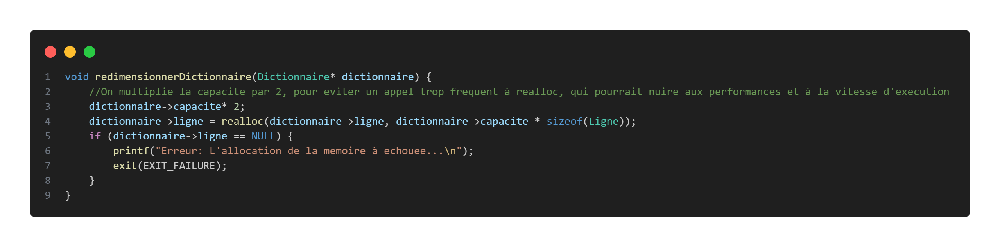 1 void redimensionnerDictionnaire(Dictionnaire* dictionnaire) {
2     //On multiplie la capacite par 2, pour eviter un appel trop frequent à realloc, qui pourrait nuire aux performances et à la vitesse d'execution
3     dictionnaire->capacite*=2;
4     dictionnaire->ligne = realloc(dictionnaire->ligne, dictionnaire->capacite * sizeof(Ligne));
5     if (dictionnaire->ligne == NULL) {
6         printf("Erreur: L'allocation de la memoire à echouee...\n");
7         exit(EXIT_FAILURE);
8     }
9 }